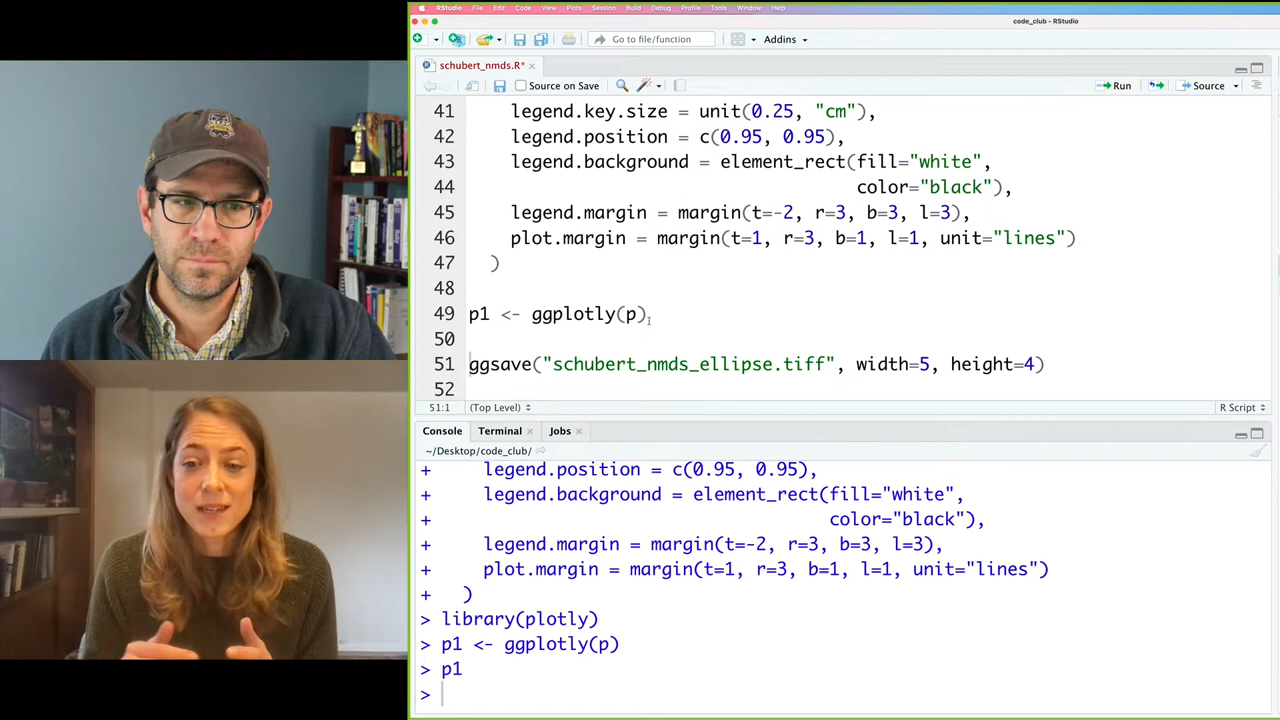 RStudio File Edit Code View Plots Session Build Debug Profile Tools Window Help
code_club - RStudio
Go to file/function
Addins
schubert_nmds.R*
Source on Save
Run
Source
41 legend.key.size = unit(0.25, "cm"),
42 legend.position = c(0.95, 0.95),
43 legend.background = element_rect(fill="white",
44 color="black"),
45 legend.margin = margin(t=-2, r=3, b=3, l=3),
46 plot.margin = margin(t=1, r=3, b=1, l=1, unit="lines")
47 )
48
49 p1 <- ggplotly(p)
50
51 ggsave("schubert_nmds_ellipse.tiff", width=5, height=4)
52
51:1 (Top Level) R Script
Console Terminal Jobs
~/Desktop/code_club/
+ legend.position = c(0.95, 0.95),
+ legend.background = element_rect(fill="white",
+ color="black"),
+ legend.margin = margin(t=-2, r=3, b=3, l=3),
+ plot.margin = margin(t=1, r=3, b=1, l=1, unit="lines")
+ )
> library(plotly)
> p1 <- ggplotly(p)
> p1
>